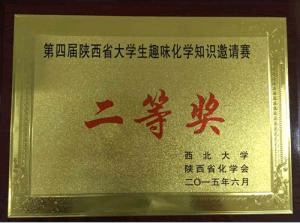 第四届陕西省大学生趣味化学知识邀请赛
二等奖
西北大学
陕西省化学会
二〇一五年六月